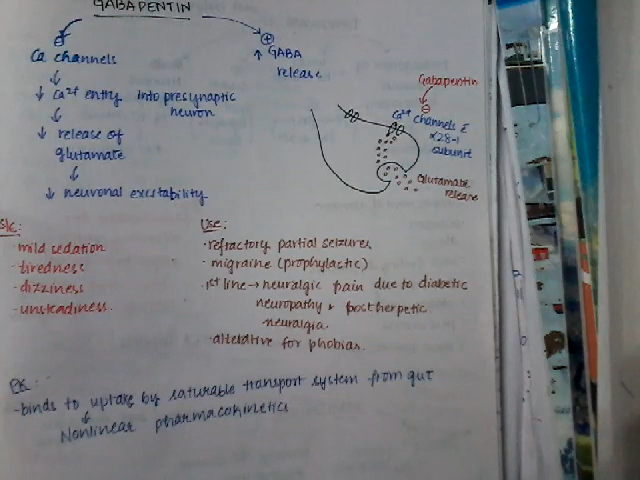 GABAPENTIN
⊖
Ca channels
↓
↓ Ca2+ entry into presynaptic
neuron
↓
↓ release of
glutamate
↓
↓ neuronal excitability
⊕
↑ GABA
release
Gabapentin
⊖
Ca2+ channels c̄
α2δ-1
subunit
Glutamate
release
mild sedation
· tiredness
· dizziness
· unsteadiness.
Use:
· refractory partial seizures
· migraine (prophylactic)
· 1st line → neuralgic pain due to diabetic
neuropathy & postherpetic
neuralgia.
· alterative for phobias.
PK:
- binds to uptake by saturable transport system from gut
↓
Nonlinear pharmacokinetics